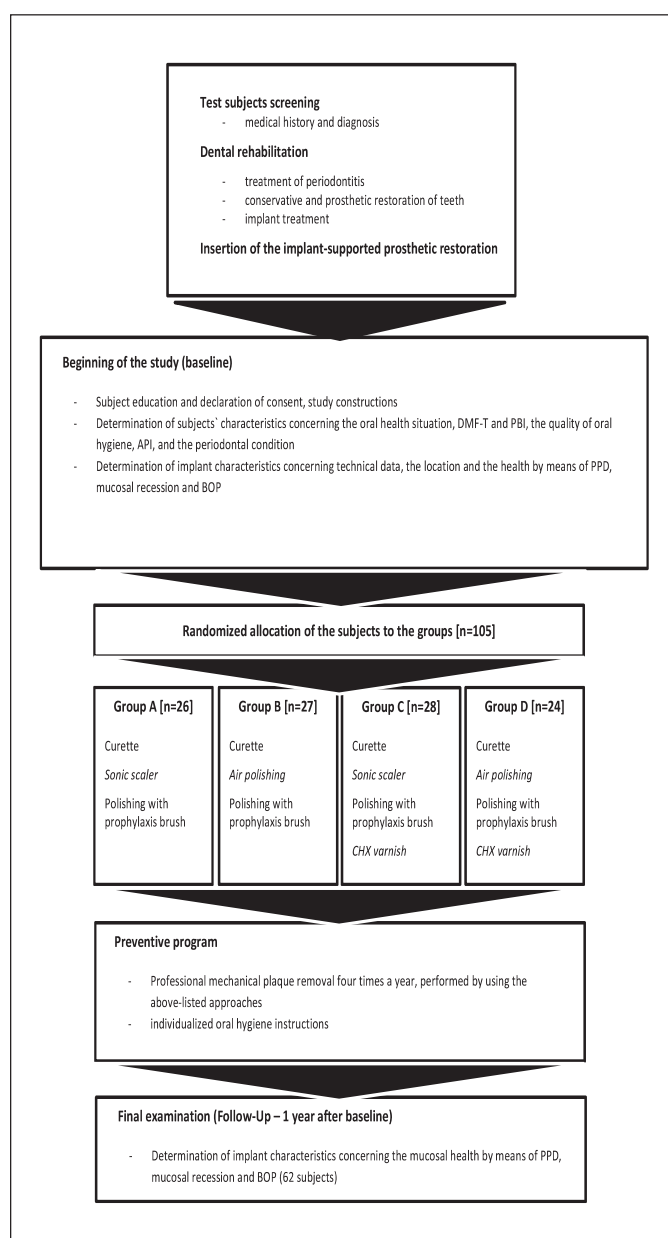 Test subjects screening
- medical history and diagnosis
Dental rehabilitation
- treatment of periodontitis
- conservative and prosthetic restoration of teeth
- implant treatment
Insertion of the implant-supported prosthetic restoration
Beginning of the study (baseline)
- Subject education and declaration of consent, study constructions
- Determination of subjects` characteristics concerning the oral health situation, DMF-T and PBI, the quality of oral
hygiene, API, and the periodontal condition
- Determination of implant characteristics concerning technical data, the location and the health by means of PPD,
mucosal recession and BOP
Randomized allocation of the subjects to the groups [n=105]
Group A [n=26]
Curette
Sonic scaler
Polishing with
prophylaxis brush
Group B [n=27]
Curette
Air polishing
Polishing with
prophylaxis brush
Group C [n=28]
Curette
Sonic scaler
Polishing with
prophylaxis brush
CHX varnish
Group D [n=24]
Curette
Air polishing
Polishing with
prophylaxis brush
CHX varnish
Preventive program
- Professional mechanical plaque removal four times a year, performed by using the
above-listed approaches
- individualized oral hygiene instructions
Final examination (Follow-Up – 1 year after baseline)
- Determination of implant characteristics concerning the mucosal health by means of PPD,
mucosal recession and BOP (62 subjects)